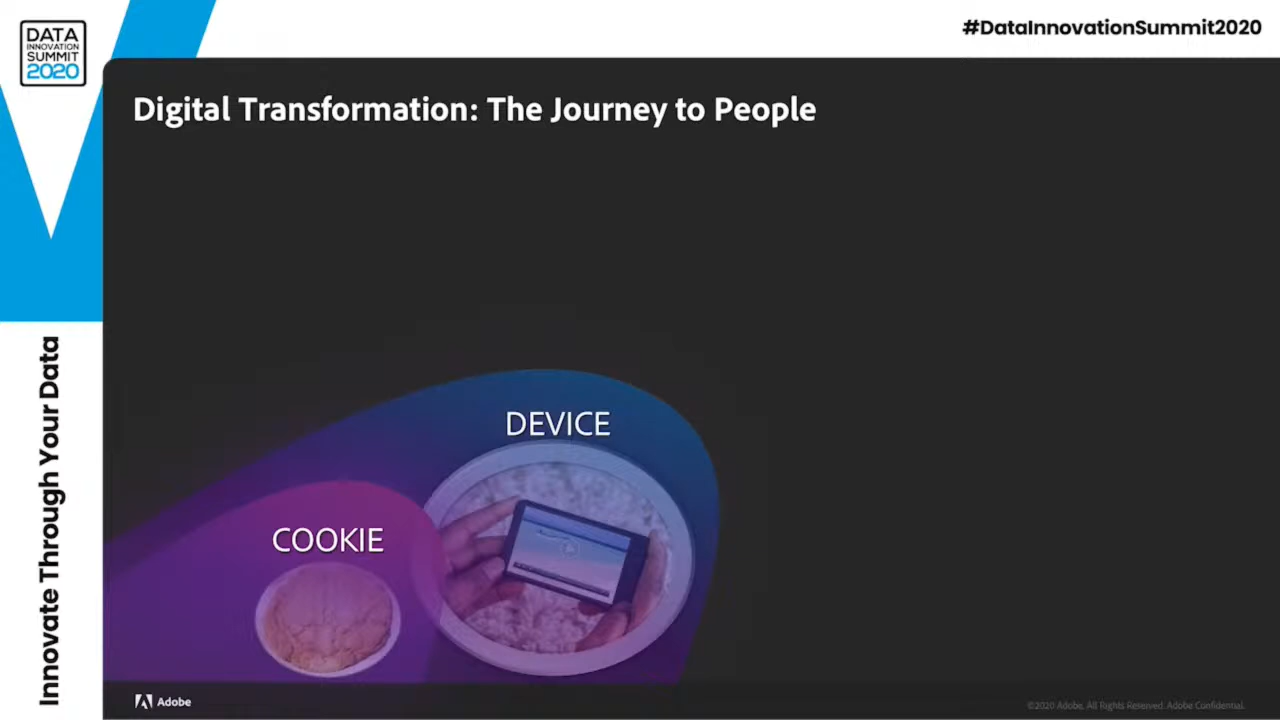 DATA
INNOVATION
SUMMIT
2020
#DataInnovationSummit2020
Digital Transformation: The Journey to People
DEVICE
COOKIE
Innovate Through Your Data
Adobe
©2020 Adobe. All Rights Reserved. Adobe Confidential.